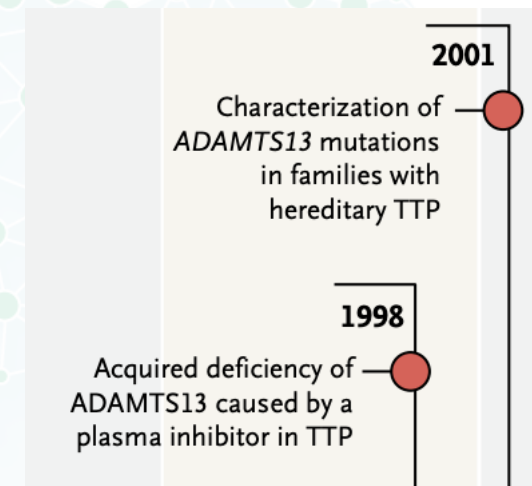 2001
Characterization of
ADAMTS13 mutations
in families with
hereditary TTP
1998
Acquired deficiency of
ADAMTS13 caused by a
plasma inhibitor in TTP